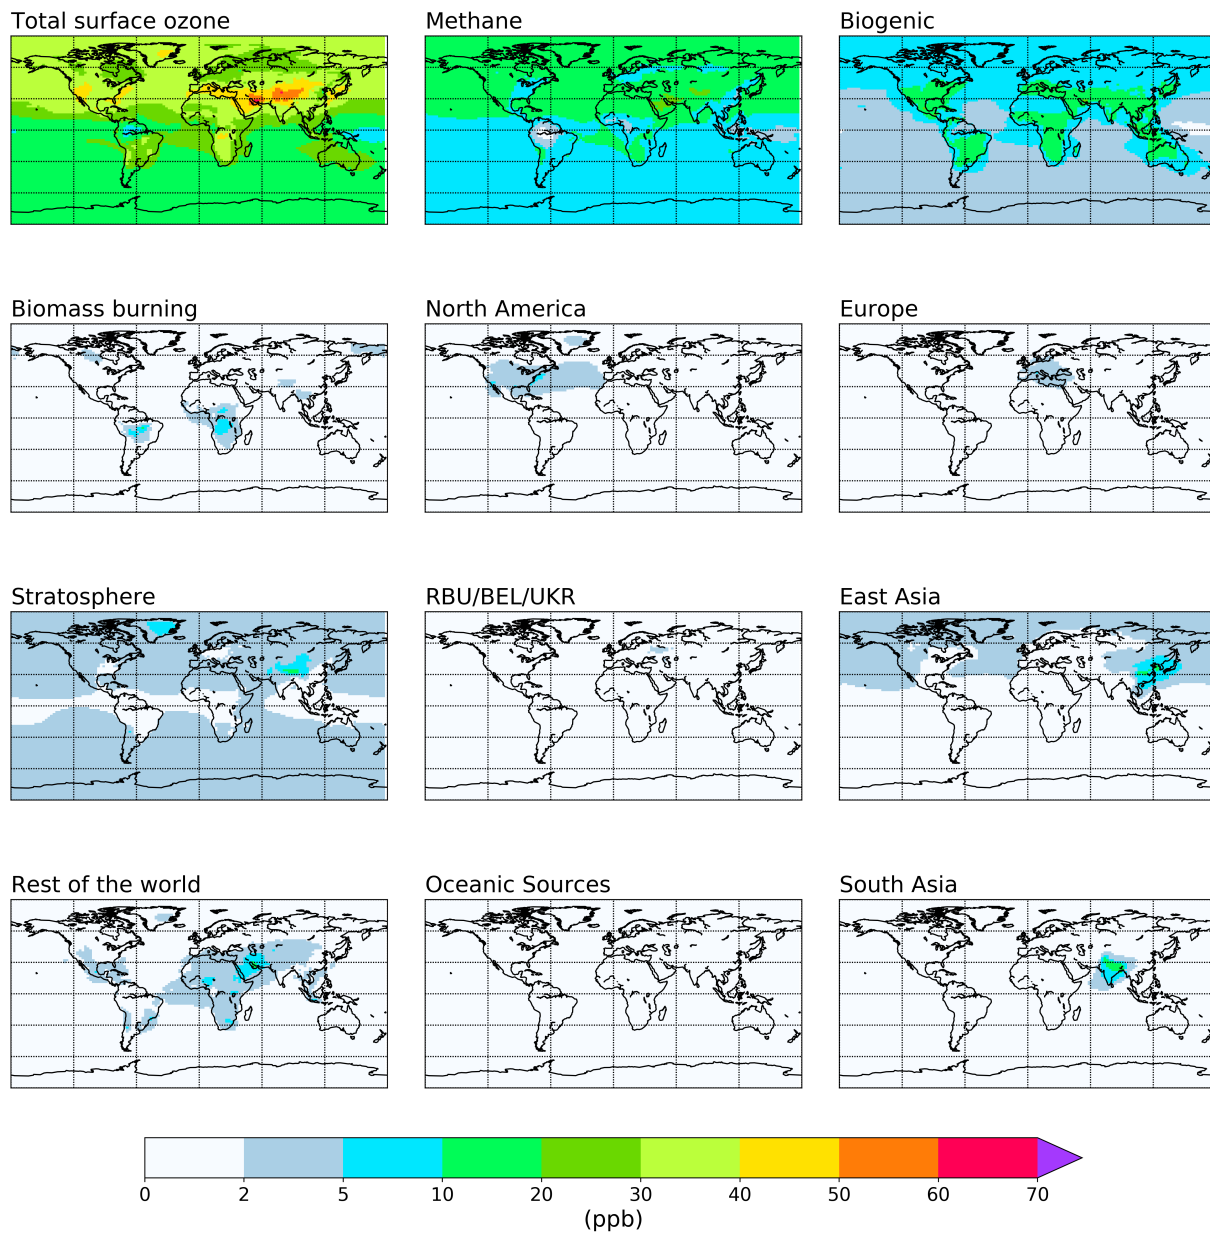 Total surface ozone
Methane
Biogenic
Biomass burning
North America
Europe
Stratosphere
RBU/BEL/UKR
East Asia
Rest of the world
Oceanic Sources
South Asia
0 2 5 10 20 30 40 50 60 70
(ppb)